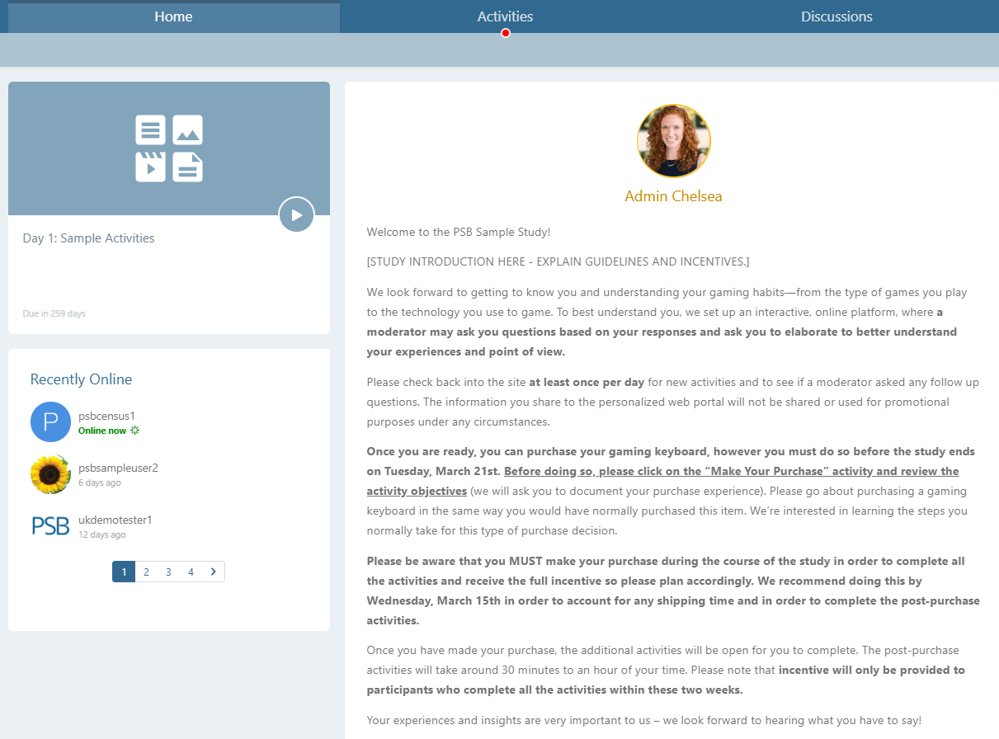 Home
Activities
Discussions
Day 1: Sample Activities
Due in 259 days
Recently Online
P
psbcensus1
Online now
psbsampleuser2
6 days ago
PSB
ukdemotester1
12 days ago
1 2 3 4
Admin Chelsea
Welcome to the PSB Sample Study!
[STUDY INTRODUCTION HERE - EXPLAIN GUIDELINES AND INCENTIVES.]
We look forward to getting to know you and understanding your gaming habits—from the type of games you play
to the technology you use to game. To best understand you, we set up an interactive, online platform, where a
moderator may ask you questions based on your responses and ask you to elaborate to better understand
your experiences and point of view.
Please check back into the site at least once per day for new activities and to see if a moderator asked any follow up
questions. The information you share to the personalized web portal will not be shared or used for promotional
purposes under any circumstances.
Once you are ready, you can purchase your gaming keyboard, however you must do so before the study ends
on Tuesday, March 21st. Before doing so, please click on the “Make Your Purchase” activity and review the
activity objectives (we will ask you to document your purchase experience). Please go about purchasing a gaming
keyboard in the same way you would have normally purchased this item. We’re interested in learning the steps you
normally take for this type of purchase decision.
Please be aware that you MUST make your purchase during the course of the study in order to complete all
the activities and receive the full incentive so please plan accordingly. We recommend doing this by
Wednesday, March 15th in order to account for any shipping time and in order to complete the post-purchase
activities.
Once you have made your purchase, the additional activities will be open for you to complete. The post-purchase
activities will take around 30 minutes to an hour of your time. Please note that incentive will only be provided to
participants who complete all the activities within these two weeks.
Your experiences and insights are very important to us – we look forward to hearing what you have to say!